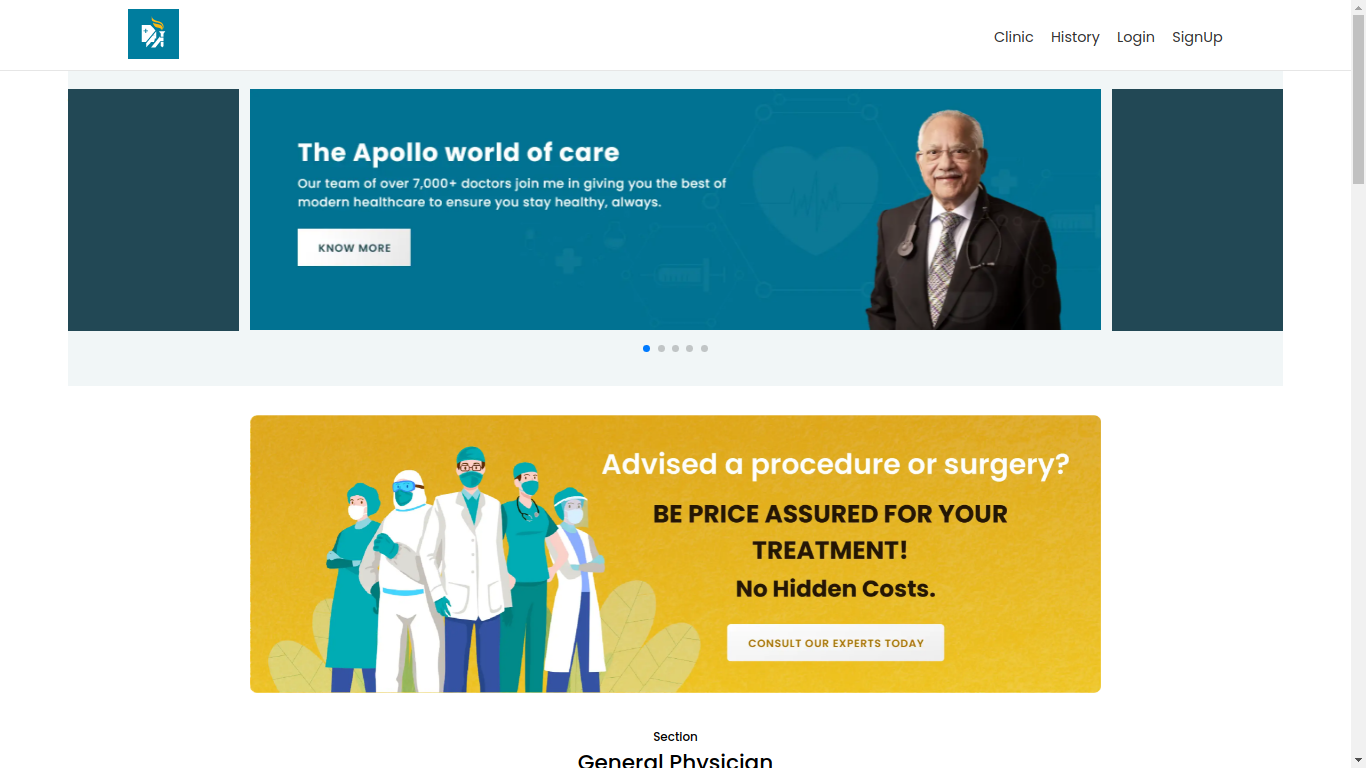 Clinic History Login SignUp
The Apollo world of care
Our team of over 7,000+ doctors join me in giving you the best of
modern healthcare to ensure you stay healthy, always.
KNOW MORE
Advised a procedure or surgery?
BE PRICE ASSURED FOR YOUR
TREATMENT!
No Hidden Costs.
CONSULT OUR EXPERTS TODAY
Section
General Physician